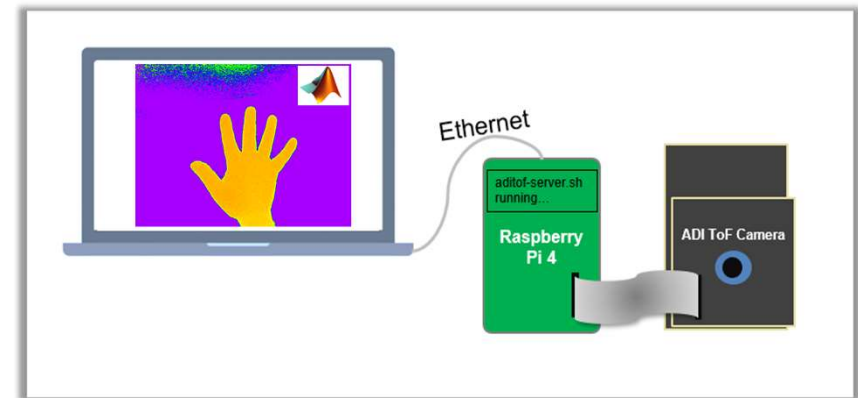 Ethernet
aditof-server.sh
running...
Raspberry
Pi 4
ADI ToF Camera